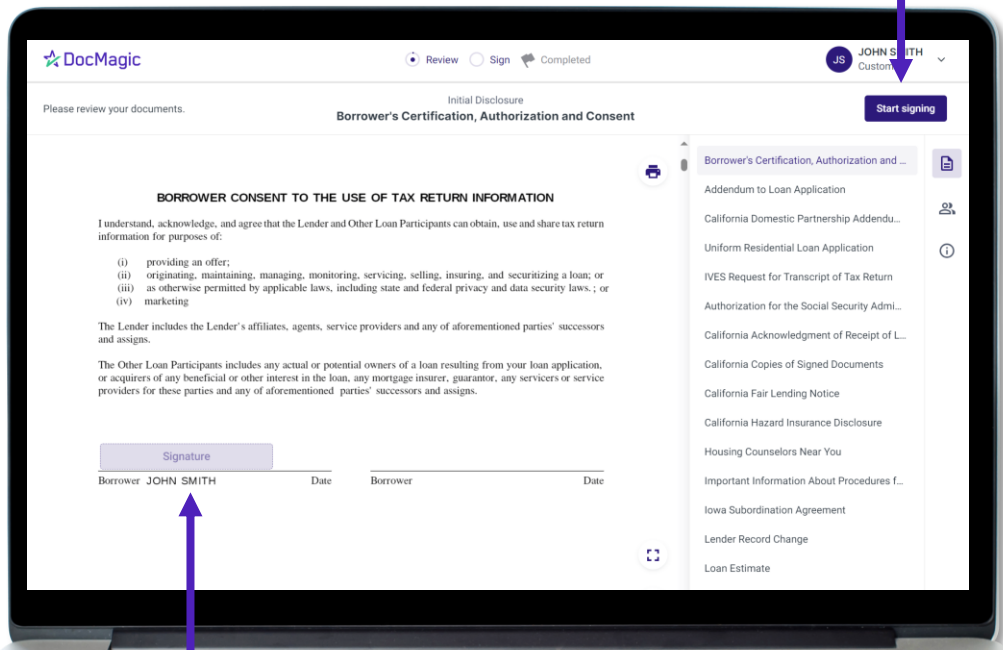 DocMagic
Review Sign Completed
JS
JOHN SMITH
Please review your documents.
Initial Disclosure
Borrower's Certification, Authorization and Consent
Start signing
BORROWER CONSENT TO THE USE OF TAX RETURN INFORMATION
I understand, acknowledge, and agree that the Lender and Other Loan Participants can obtain, use and share tax return
information for purposes of:
(i) providing an offer;
(ii) originating, maintaining, managing, monitoring, servicing, selling, insuring, and securitizing a loan; or
(iii) as otherwise permitted by applicable laws, including state and federal privacy and data security laws. ; or
(iv) marketing
The Lender includes the Lender's affiliates, agents, service providers and any of aforementioned parties' successors
and assigns.
The Other Loan Participants includes any actual or potential owners of a loan resulting from your loan application,
or acquirers of any beneficial or other interest in the loan, any mortgage insurer, guarantor, any servicers or service
providers for these parties and any of aforementioned parties' successors and assigns.
Signature
Borrower JOHN SMITH Date Borrower Date
Borrower's Certification, Authorization and ...
Addendum to Loan Application
California Domestic Partnership Addendu...
Uniform Residential Loan Application
IVES Request for Transcript of Tax Return
Authorization for the Social Security Admi...
California Acknowledgment of Receipt of L...
California Copies of Signed Documents
California Fair Lending Notice
California Hazard Insurance Disclosure
Housing Counselors Near You
Important Information About Procedures f...
Iowa Subordination Agreement
Lender Record Change
Loan Estimate